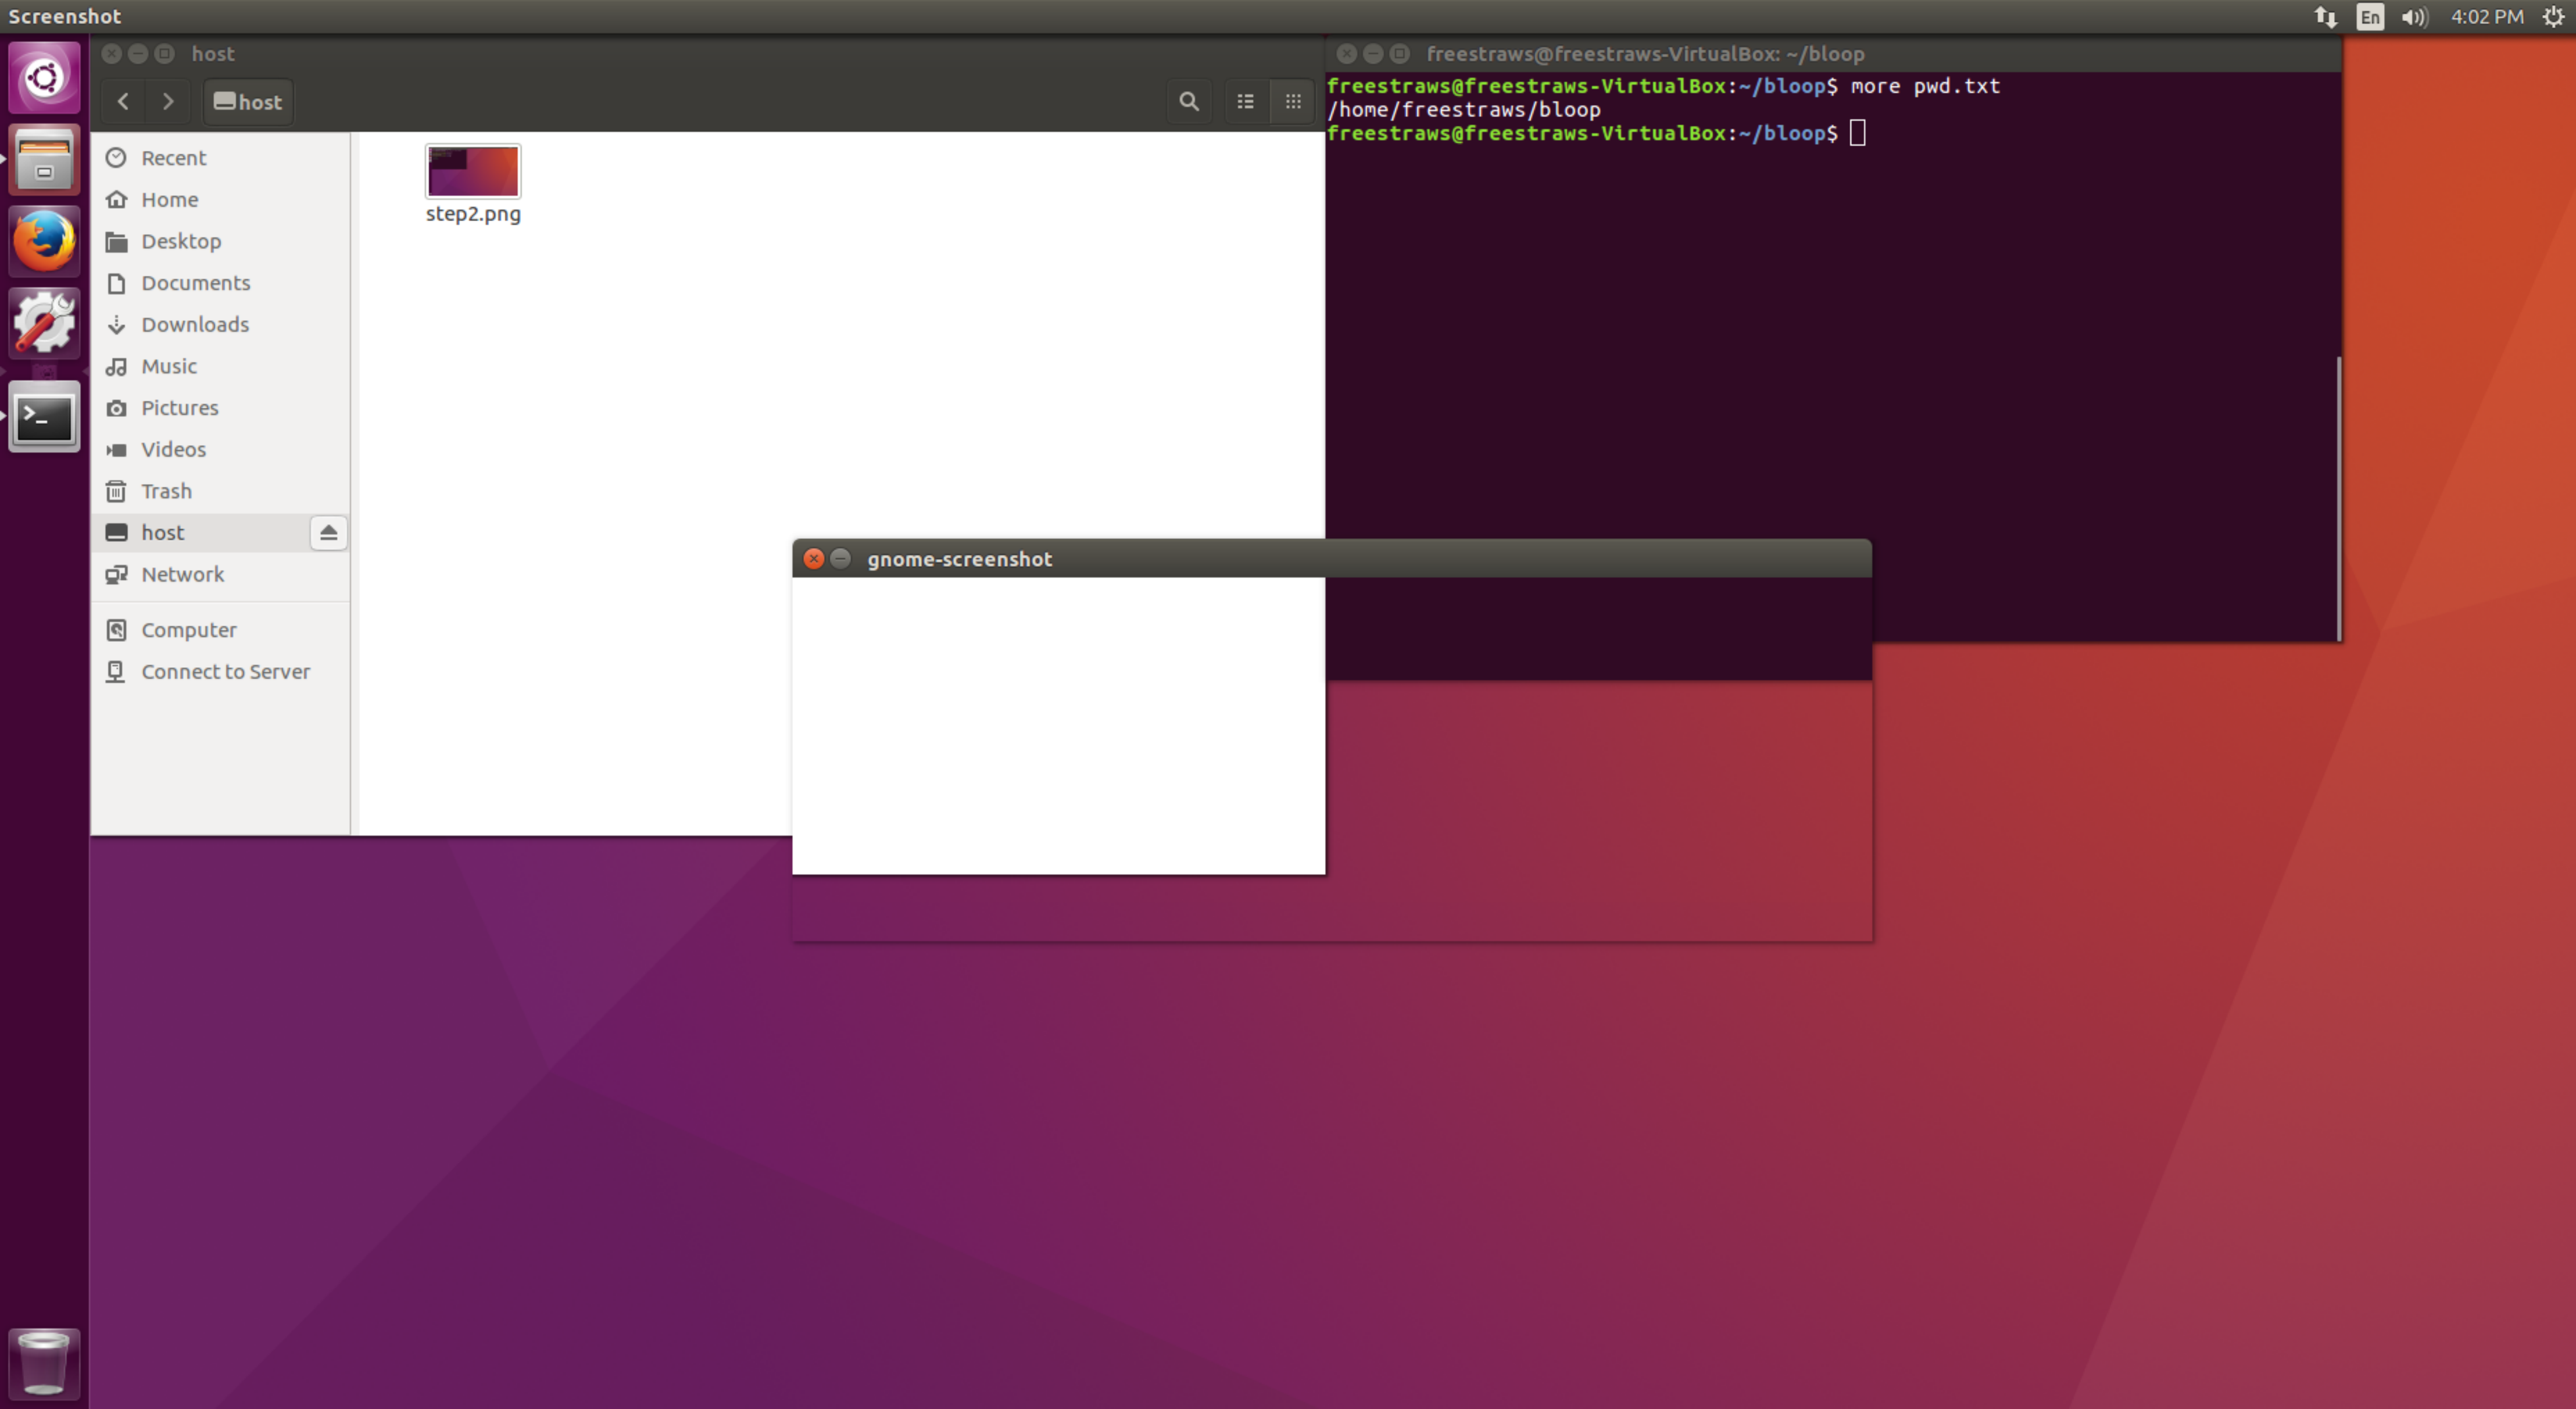 Screenshot
En
4:02 PM
host
host
Recent
Home
Desktop
Documents
Downloads
Music
Pictures
Videos
Trash
host
Network
Computer
Connect to Server
step2.png
freestraws@freestraws-VirtualBox: ~/bloop
freestraws@freestraws-VirtualBox:~/bloop$ more pwd.txt
/home/freestraws/bloop
freestraws@freestraws-VirtualBox:~/bloop$
gnome-screenshot